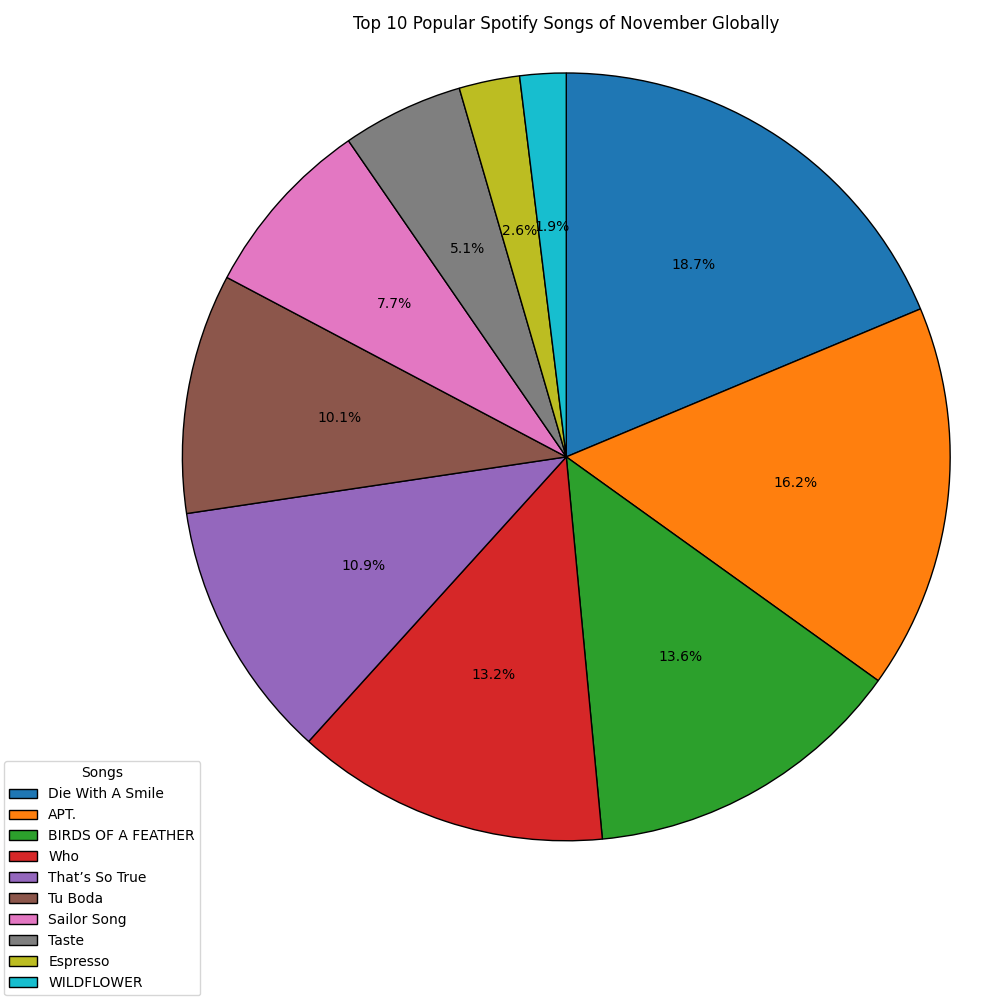 Top 10 Popular Spotify Songs of November Globally
1.9%
2.6%
5.1%
18.7%
7.7%
10.1%
16.2%
10.9%
13.6%
13.2%
Songs
Die With A Smile
APT.
BIRDS OF A FEATHER
Who
That’s So True
Tu Boda
Sailor Song
Taste
Espresso
WILDFLOWER